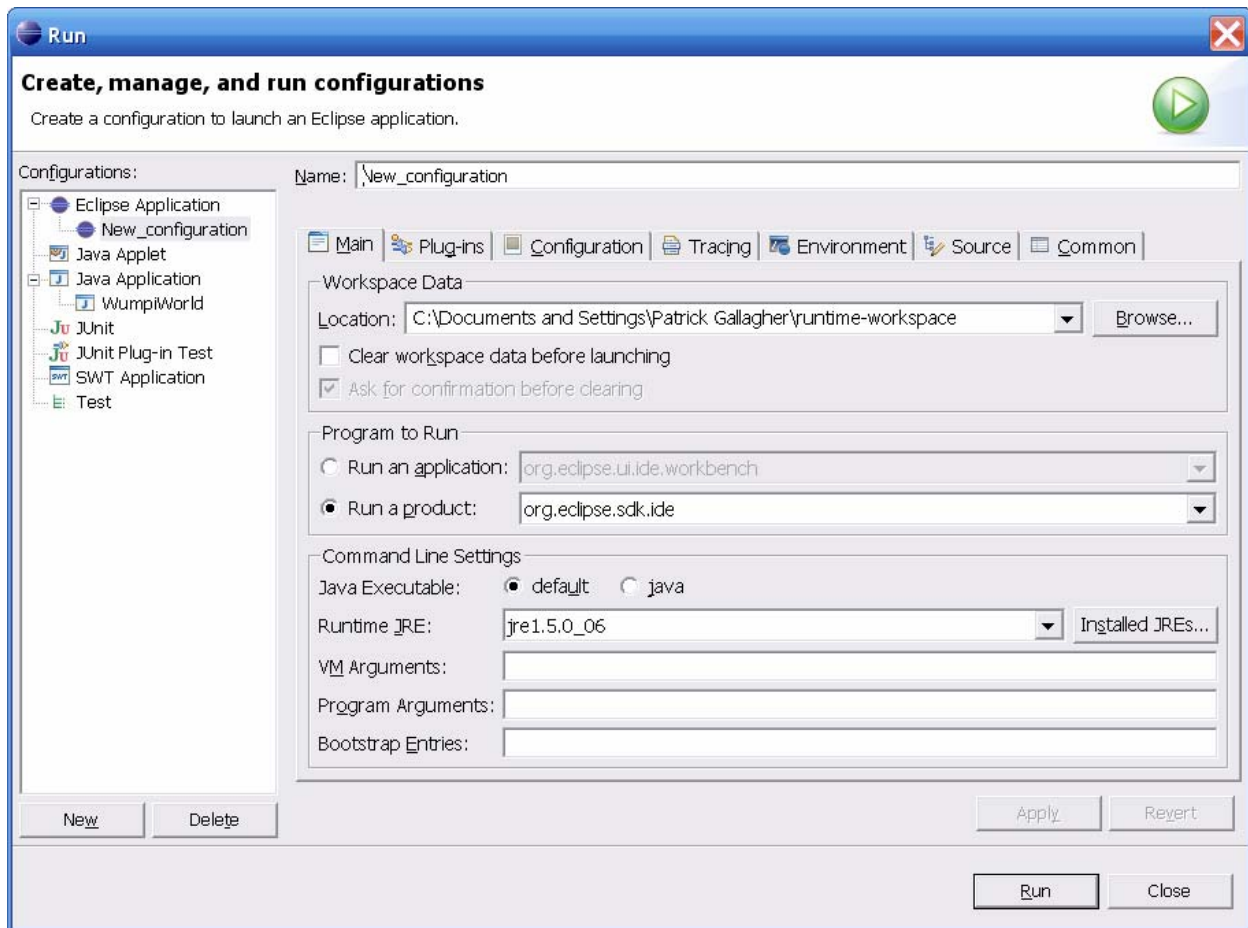 Run
Create, manage, and run configurations
Create a configuration to launch an Eclipse application.
Configurations:
Eclipse Application
New_configuration
Java Applet
Java Application
WumpiWorld
JUnit
JUnit Plug-in Test
SWT Application
Test
New Delete
Name: New_configuration
Main Plug-ins Configuration Tracing Environment Source Common
Workspace Data
Location: C:\Documents and Settings\Patrick Gallagher\runtime-workspace Browse...
Clear workspace data before launching
Ask for confirmation before clearing
Program to Run
Run an application: org.eclipse.ui.ide.workbench
Run a product: org.eclipse.sdk.ide
Command Line Settings
Java Executable: default java
Runtime JRE: jre1.5.0_06 Installed JREs...
VM Arguments:
Program Arguments:
Bootstrap Entries:
Apply Revert
Run Close